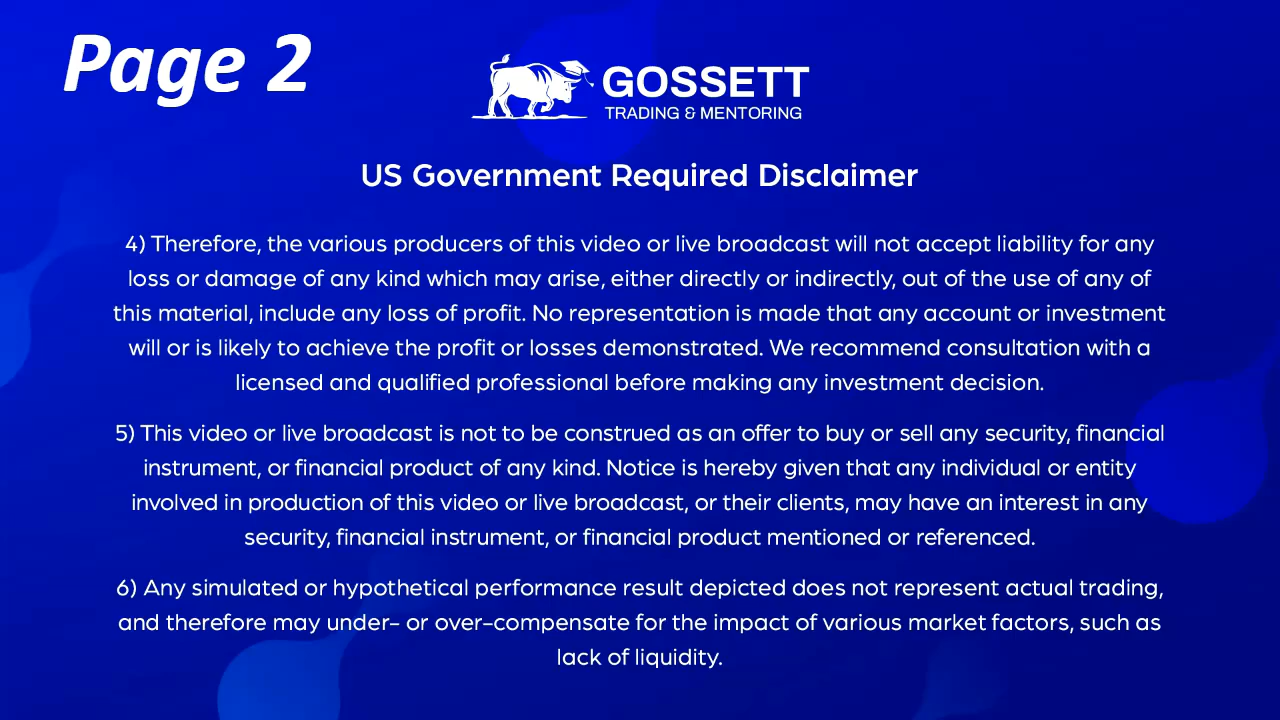 Page 2
GOSSETT
TRADING & MENTORING
US Government Required Disclaimer
4) Therefore, the various producers of this video or live broadcast will not accept liability for any
loss or damage of any kind which may arise, either directly or indirectly, out of the use of any of
this material, include any loss of profit. No representation is made that any account or investment
will or is likely to achieve the profit or losses demonstrated. We recommend consultation with a
licensed and qualified professional before making any investment decision.
5) This video or live broadcast is not to be construed as an offer to buy or sell any security, financial
instrument, or financial product of any kind. Notice is hereby given that any individual or entity
involved in production of this video or live broadcast, or their clients, may have an interest in any
security, financial instrument, or financial product mentioned or referenced.
6) Any simulated or hypothetical performance result depicted does not represent actual trading,
and therefore may under- or over-compensate for the impact of various market factors, such as
lack of liquidity.